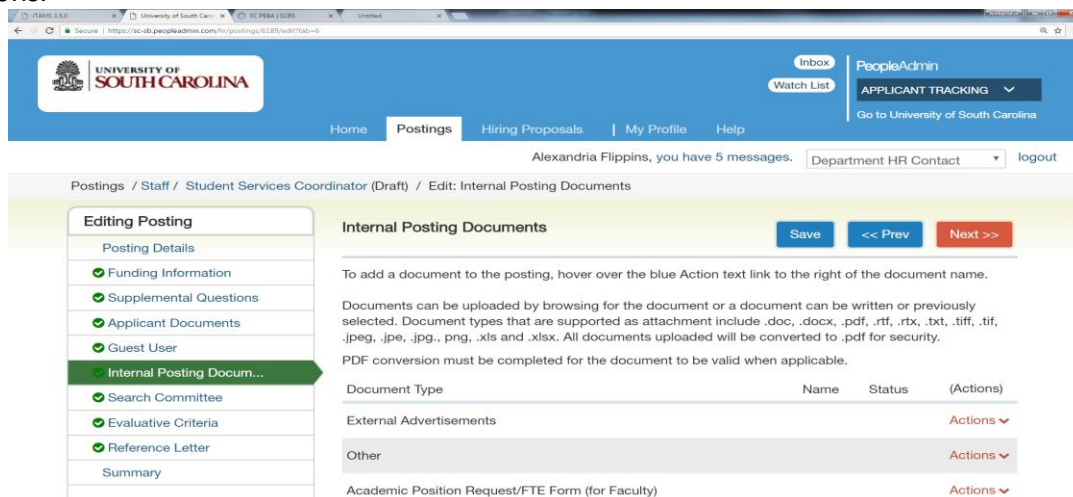 ons.
iTAMS 3.5.0
University of South Caro
SC PEBA | SCRS
Untitled
Secure | https://sc-sb.peopleadmin.com/hr/postings/6189/edit?tab=6
UNIVERSITY OF
SOUTH CAROLINA
Inbox
Watch List
PeopleAdmin
APPLICANT TRACKING
Go to University of South Carolina
Home Postings Hiring Proposals | My Profile Help
Alexandria Flippins, you have 5 messages. Department HR Contact logout
Postings / Staff / Student Services Coordinator (Draft) / Edit: Internal Posting Documents
Editing Posting
Posting Details
Funding Information
Supplemental Questions
Applicant Documents
Guest User
Internal Posting Docum...
Search Committee
Evaluative Criteria
Reference Letter
Summary
Internal Posting Documents
Save << Prev Next >>
To add a document to the posting, hover over the blue Action text link to the right of the document name.
Documents can be uploaded by browsing for the document or a document can be written or previously
selected. Document types that are supported as attachment include .doc, .docx, .pdf, .rtf, .rtx, .txt, .tiff, .tif,
.jpeg, .jpe, .jpg., png, .xls and .xlsx. All documents uploaded will be converted to .pdf for security.
PDF conversion must be completed for the document to be valid when applicable.
Document Type Name Status (Actions)
External Advertisements Actions
Other Actions
Academic Position Request/FTE Form (for Faculty) Actions